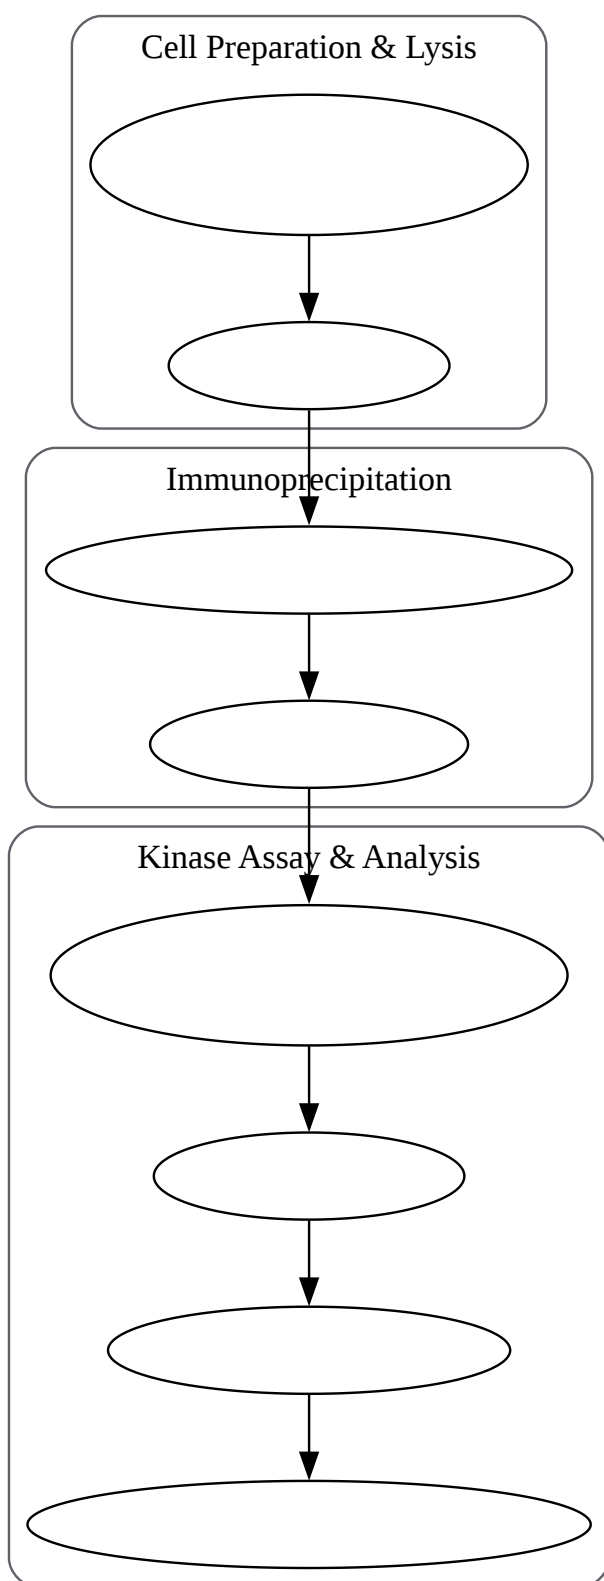 Cell Preparation & Lysis
Immunoprecipitation
Kinase Assay & Analysis